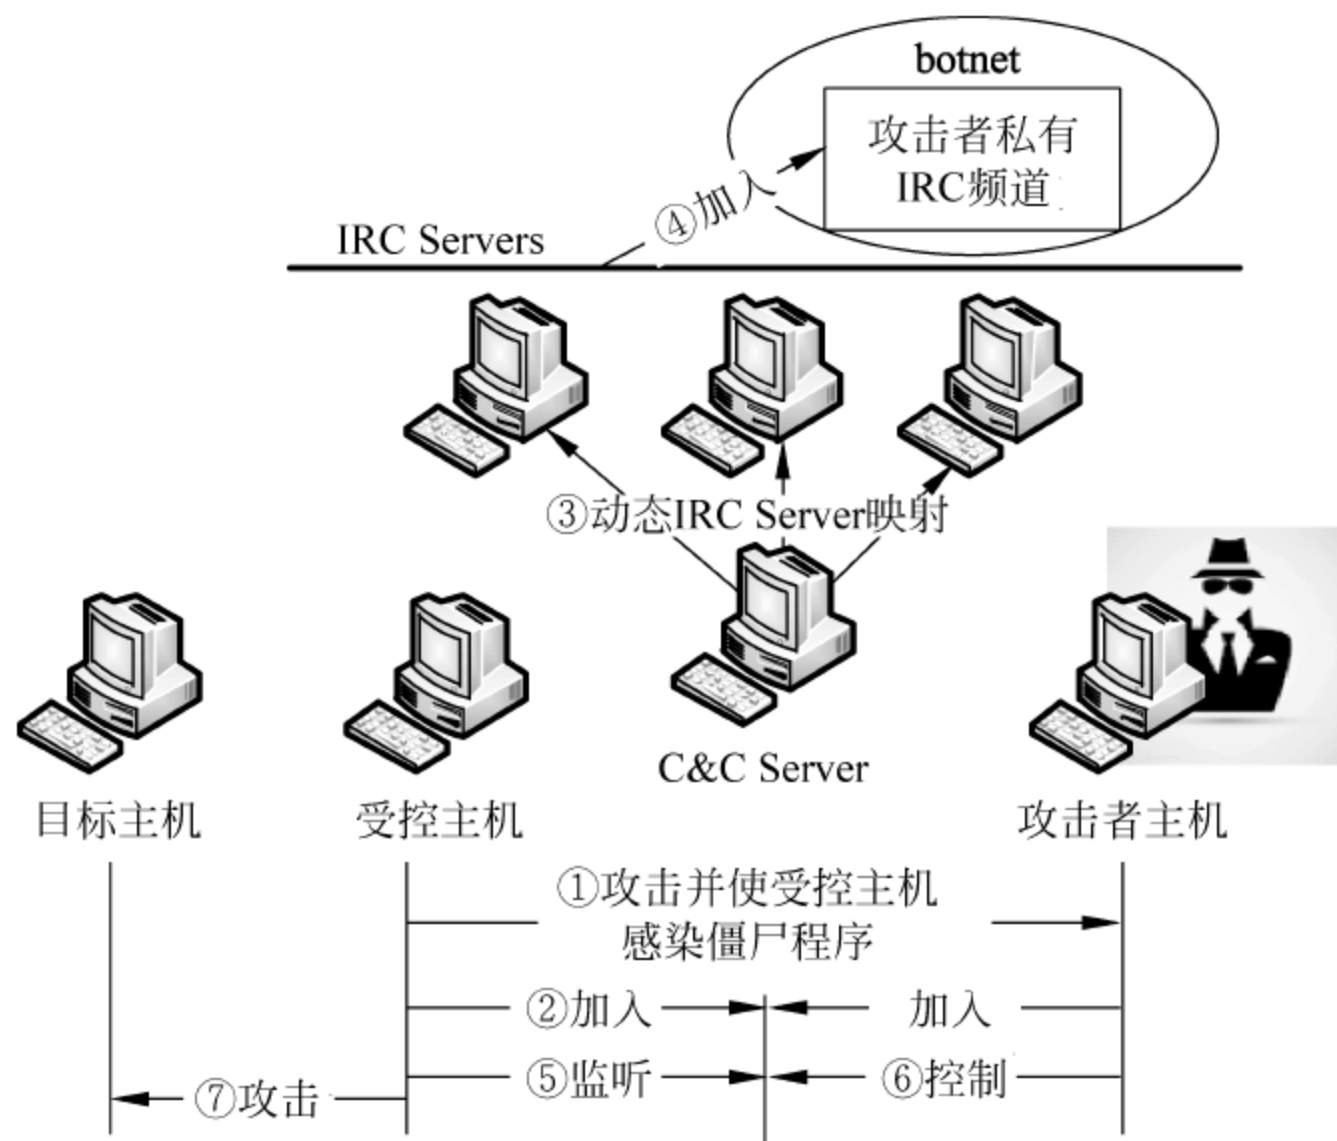 botnet
攻击者私有
IRC频道
④加入
IRC Servers
③动态IRC Server映射
C&C Server
目标主机
受控主机
攻击者主机
①攻击并使受控主机
感染僵尸程序
②加入
加入
⑤监听
⑥控制
⑦攻击